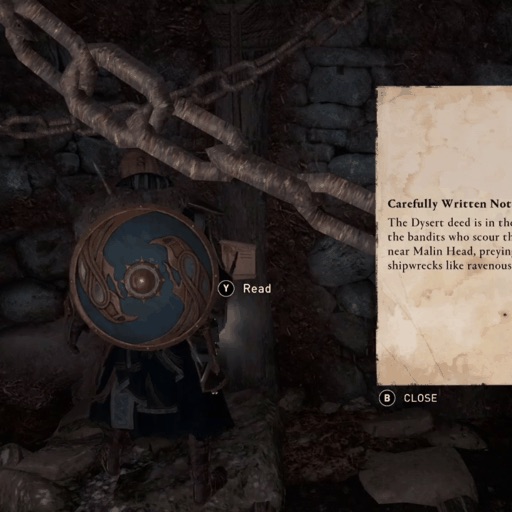 Carefully Written Not
The Dysert deed is in the
the bandits who scour th
near Malin Head, preying
shipwrecks like ravenous
Y Read
B CLOSE